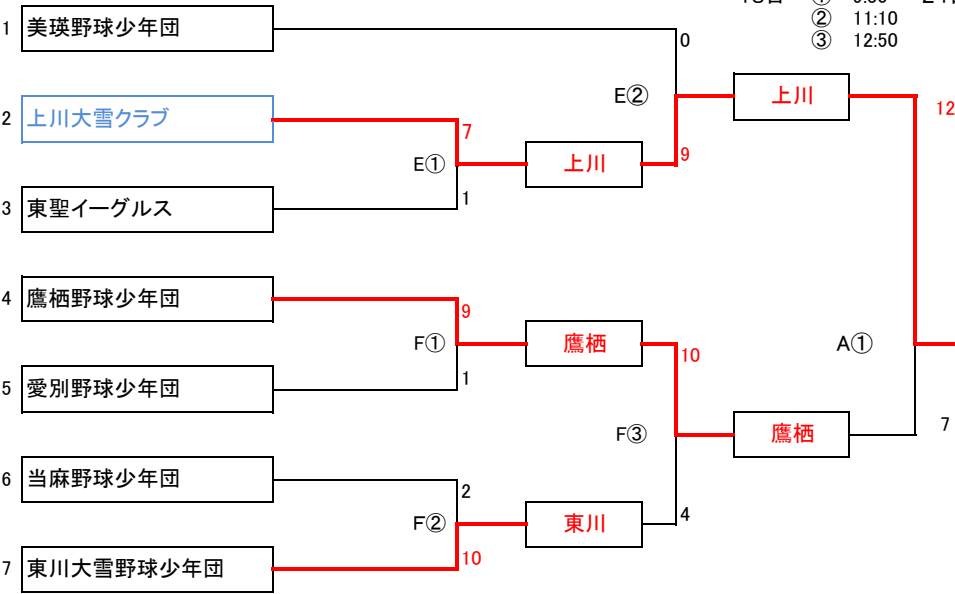 ② 11:10
③ 12:50
1 美瑛野球少年団
0
E②
上川
12
2 上川大雪クラブ
7
E①
上川
9
1
3 東聖イーグルス
4 鷹栖野球少年団
9
F①
鷹栖
10
A①
1
5 愛別野球少年団
F③
鷹栖
7
6 当麻野球少年団
2
F②
東川
4
10
7 東川大雪野球少年団